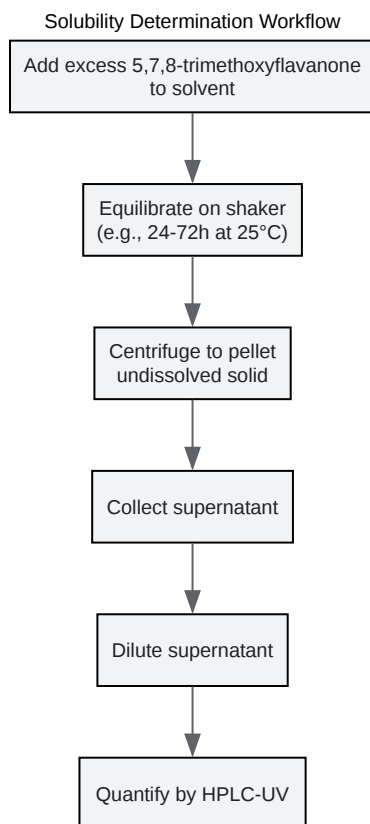 Solubility Determination Workflow
Add excess 5,7,8-trimethoxyflavanone
to solvent
Equilibrate on shaker
(e.g., 24-72h at 25°C)
Centrifuge to pellet
undissolved solid
Collect supernatant
Dilute supernatant
Quantify by HPLC-UV